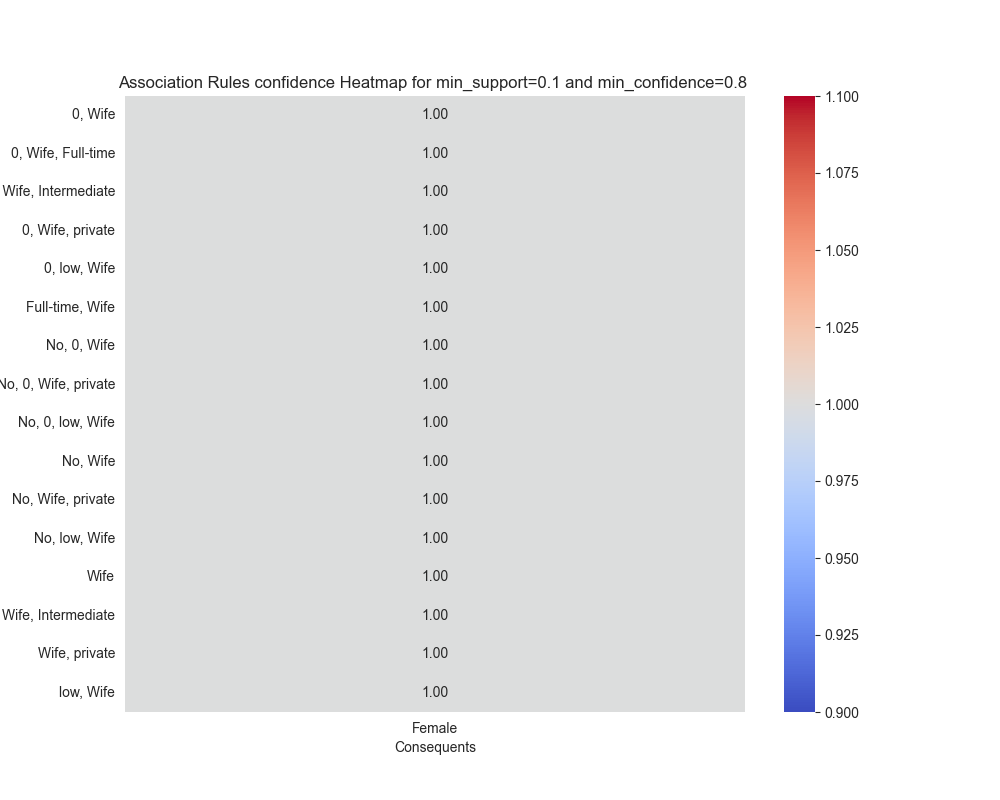 Association Rules confidence Heatmap for min_support=0.1 and min_confidence=0.8
0, Wife 1.00
0, Wife, Full-time 1.00
Wife, Intermediate 1.00
0, Wife, private 1.00
0, low, Wife 1.00
Full-time, Wife 1.00
No, 0, Wife 1.00
No, 0, Wife, private 1.00
No, 0, low, Wife 1.00
No, Wife 1.00
No, Wife, private 1.00
No, low, Wife 1.00
Wife 1.00
Wife, Intermediate 1.00
Wife, private 1.00
low, Wife 1.00
Female
Consequents
1.100
1.075
1.050
1.025
1.000
0.975
0.950
0.925
0.900